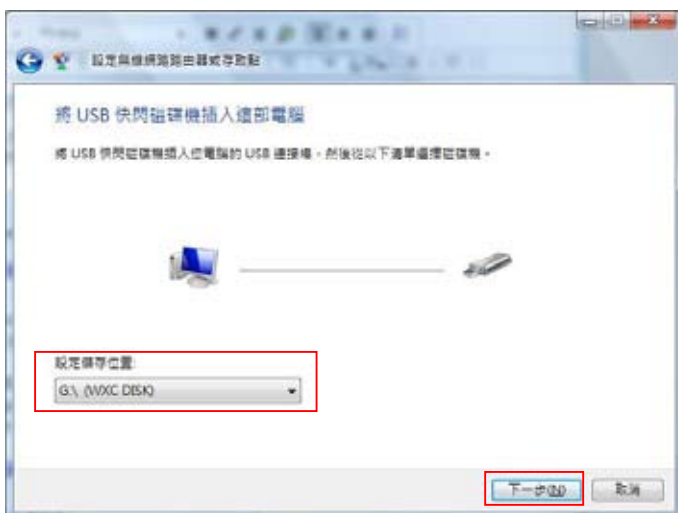 設定無線網路路由器或存取點
將 USB 快閃磁碟機插入這部電腦
將 USB 快閃磁碟機插入您電腦的 USB 連接埠，然後從以下清單選擇磁碟機。
設定儲存位置:
G:\, (WXC DISK)
下一步(N)
取消